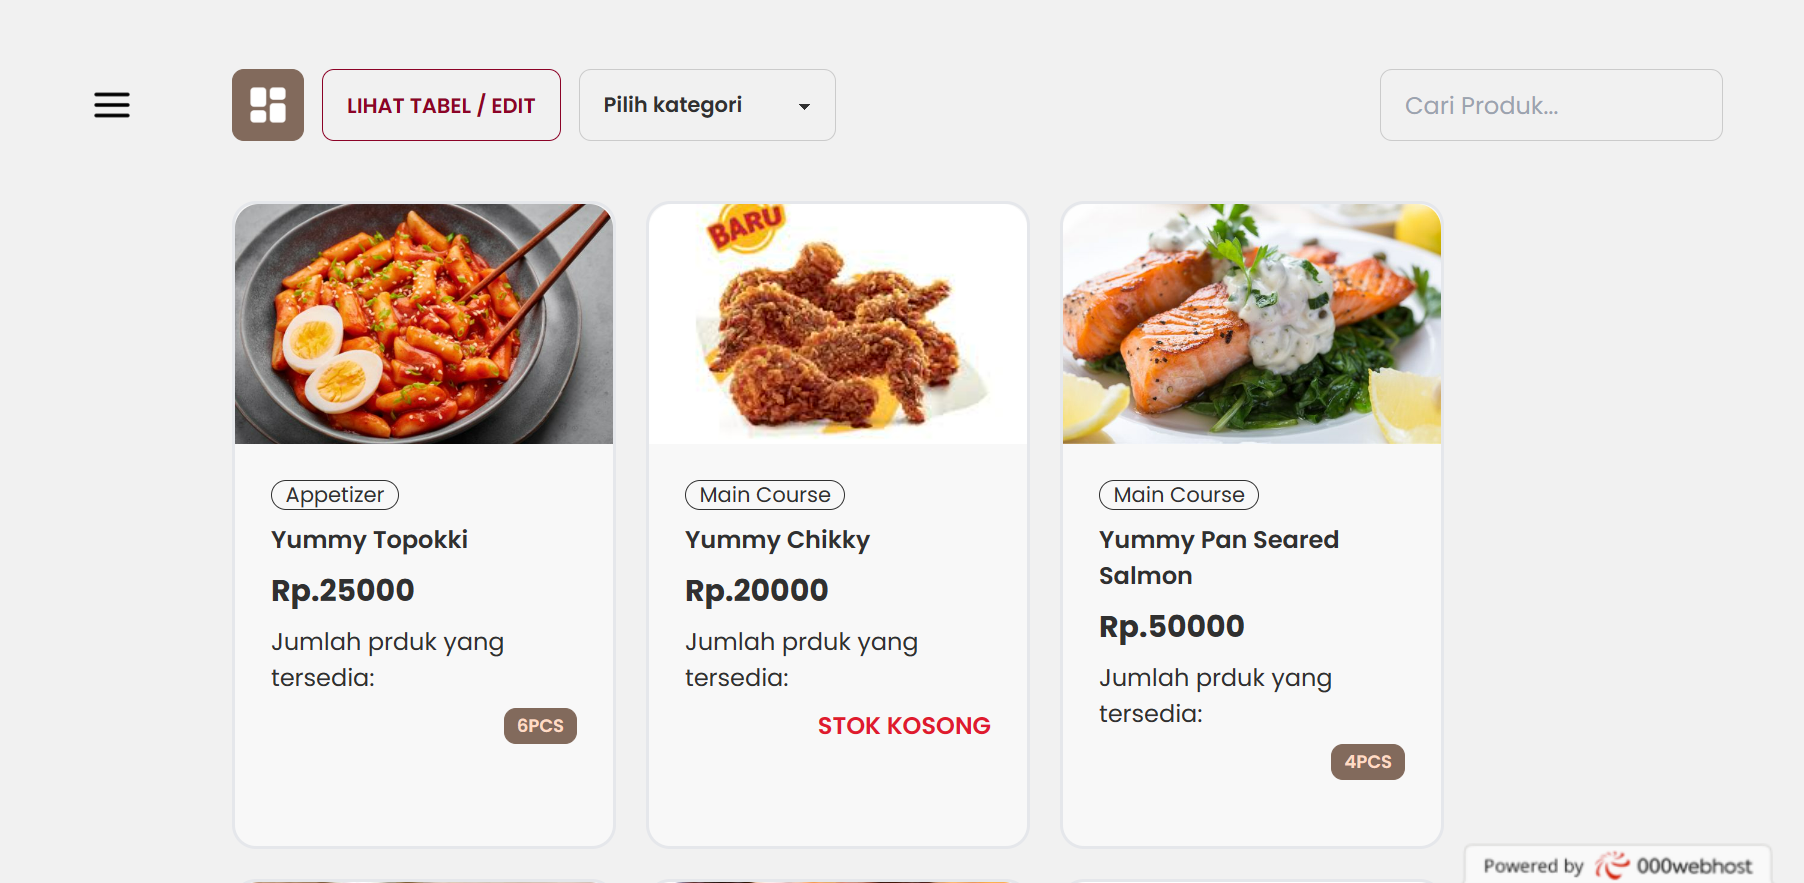 LIHAT TABEL / EDIT
Pilih kategori
Cari Produk...
BARU
Appetizer
Yummy Topokki
Rp.25000
Jumlah prduk yang
tersedia:
6PCS
Main Course
Yummy Chikky
Rp.20000
Jumlah prduk yang
tersedia:
STOK KOSONG
Main Course
Yummy Pan Seared
Salmon
Rp.50000
Jumlah prduk yang
tersedia:
4PCS
Powered by 000webhost